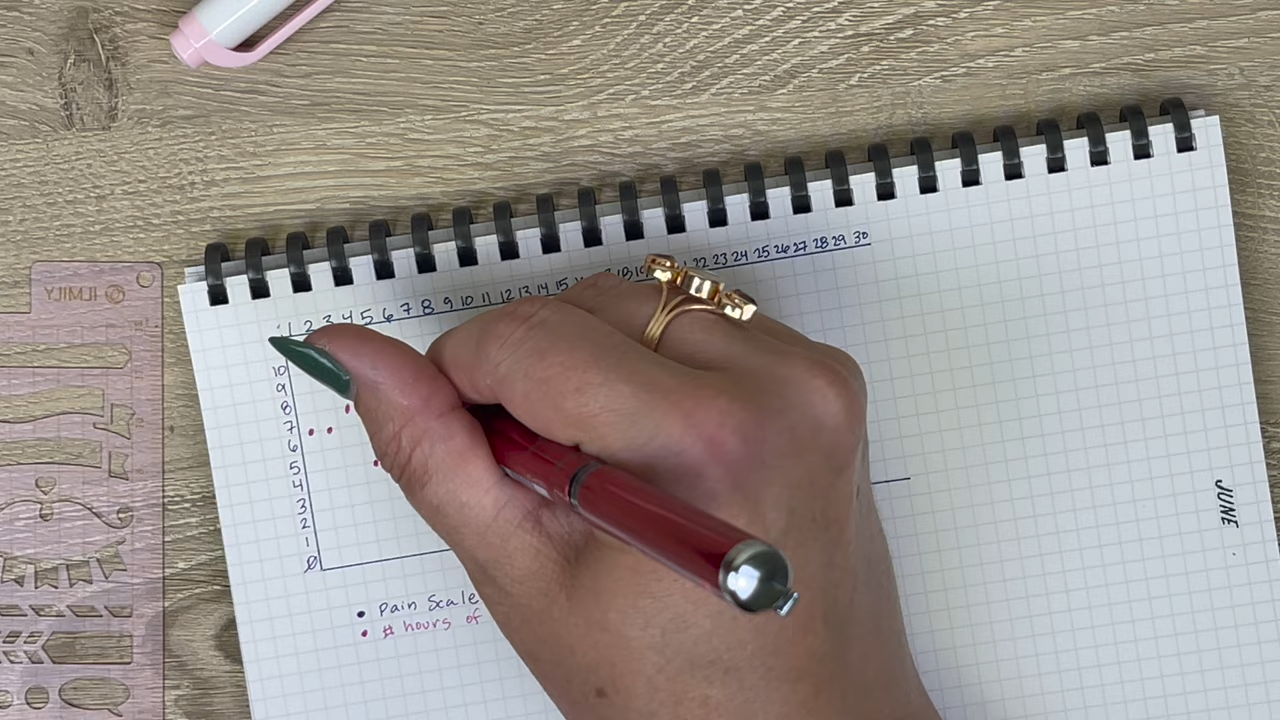 JIMIJY
1 2 3 4 5 6 7 8 9 10 11 12 13 14 15 22 23 24 25 26 27 28 29 30
10
9
8
7
6
5
4
3
2
1
0
• Pain Scale
• # hours of
JUNE